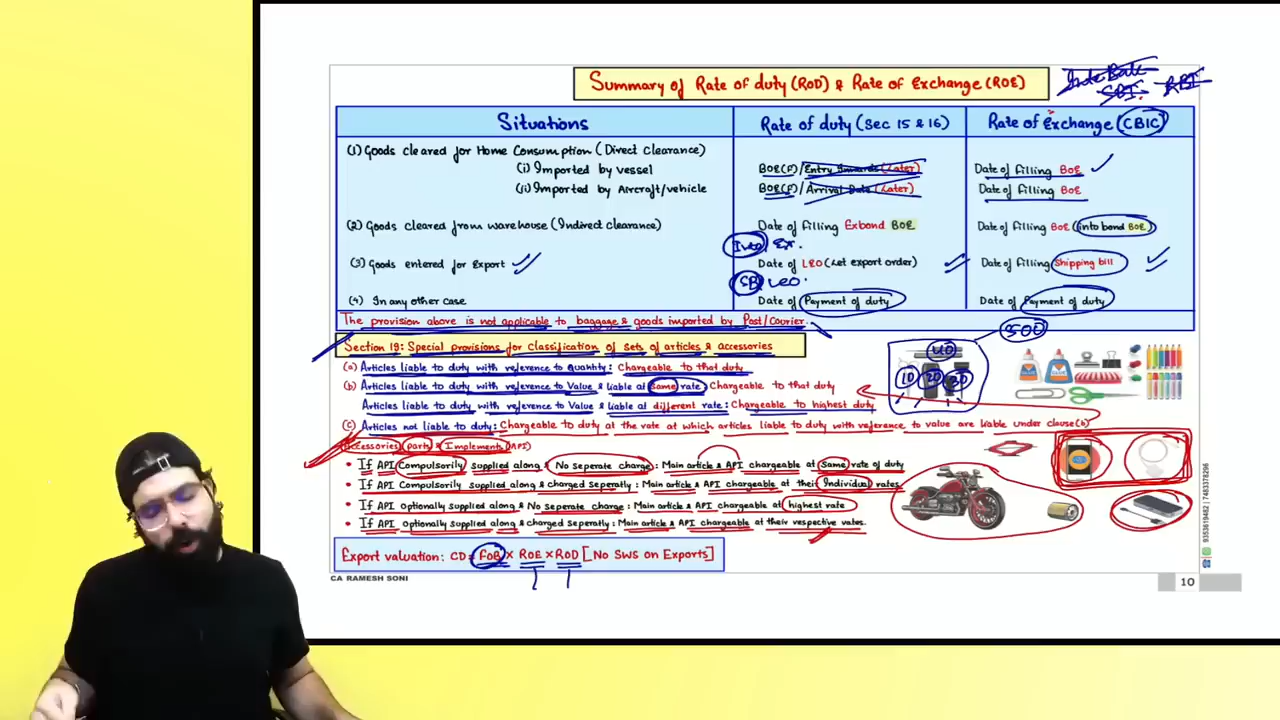 Summary of Rate of duty (ROD) & Rate of Exchange (ROE)
SBI. RBI
Situations
Rate of duty (Sec 15 & 16)
Rate of exchange (CBIC)
(1) Goods cleared for Home Consumption (Direct Clearance)
(i) Imported by vessel
BOE(F)/Entry Inwards (Later)
Date of filling BOE
(ii) Imported by Aircraft/vehicle
BOE(F)/Arrival Date (Later)
Date of filling BOE
(2) Goods cleared from warehouse (Indirect clearance)
Date of filling Exbond BOE
Date of filling BOE (into bond BOE)
Into Ex.
(3) Goods entered for Export
Date of LEO (Let export order)
Date of filling Shipping bill
SB LEO.
(4) In any other case
Date of Payment of duty
Date of Payment of duty
The provision above is not applicable to baggage & goods imported by Post/Courier.
500
Section 19: Special provisions for classification of sets of articles & accessories
40
(a) Articles liable to duty with reference to quantity: Chargeable to that duty
10 20
(b) Articles liable to duty with reference to Value & liable at same rate: Chargeable to that duty
Articles liable to duty with reference to Value & liable at different rate: Chargeable to highest duty
(c) Articles not liable to duty: Chargeable to duty at the rate at which articles liable to duty with reference to value are liable under clause (b)
Accessories parts & Implements (API)
• If API Compulsorily supplied along & No seperate charge: Main article & API chargeable at same rate of duty
• If API Compulsorily supplied along & charged seperatly: Main article & API chargeable at their Individual rates
• If API optionally supplied along & No seperate charge: Main article & API chargeable at highest rate
• If API optionally supplied along & charged seperatly: Main article & API chargeable at their respective rates.
Export valuation: CD = FOB × ROE × ROD [No SWS on Exports]
CA RAMESH SONI
10